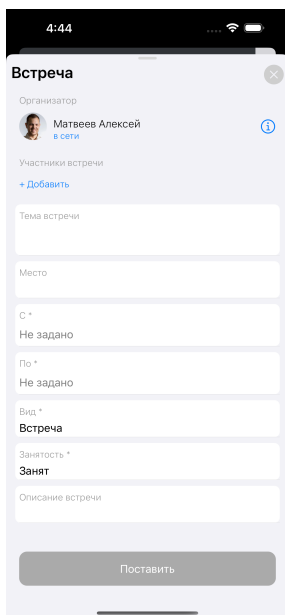 4:44
Встреча
Организатор
Матвеев Алексей
в сети
Участники встречи
+ Добавить
Тема встречи
Место
С *
Не задано
По *
Не задано
Вид *
Встреча
Занятость *
Занят
Описание встречи
Поставить